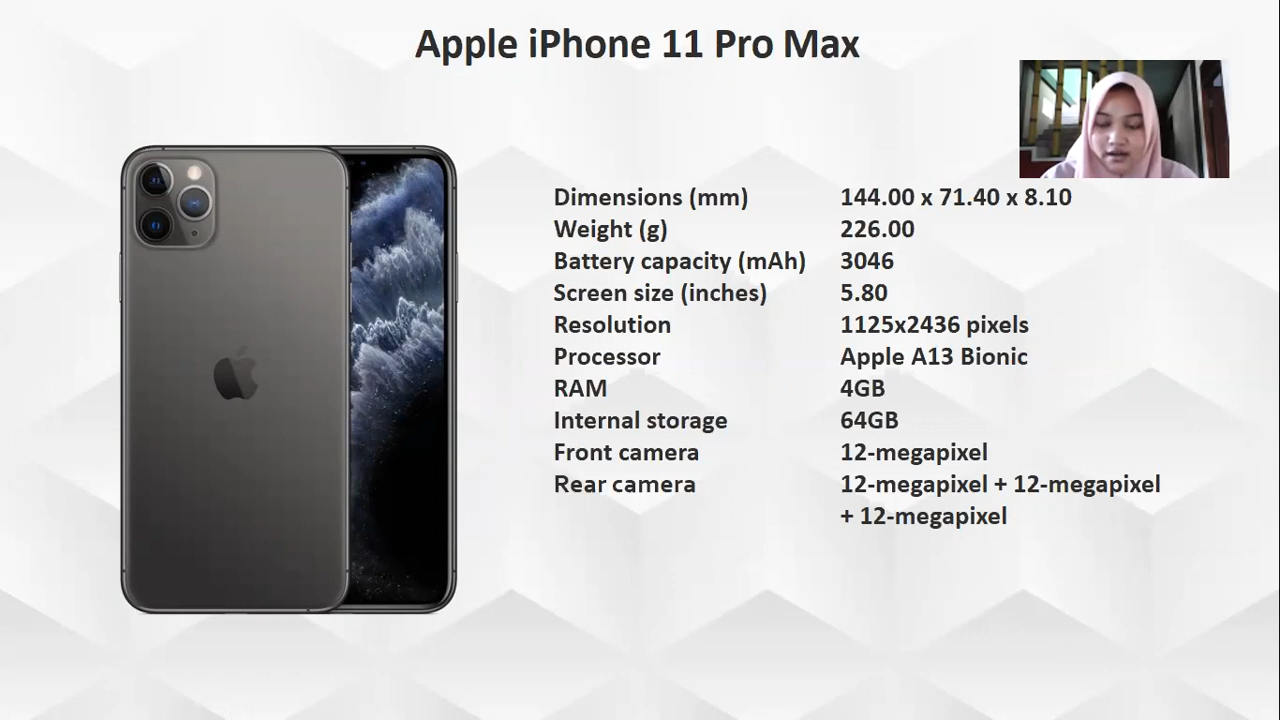 Apple iPhone 11 Pro Max
Dimensions (mm) 144.00 x 71.40 x 8.10
Weight (g) 226.00
Battery capacity (mAh) 3046
Screen size (inches) 5.80
Resolution 1125x2436 pixels
Processor Apple A13 Bionic
RAM 4GB
Internal storage 64GB
Front camera 12-megapixel
Rear camera 12-megapixel + 12-megapixel
+ 12-megapixel